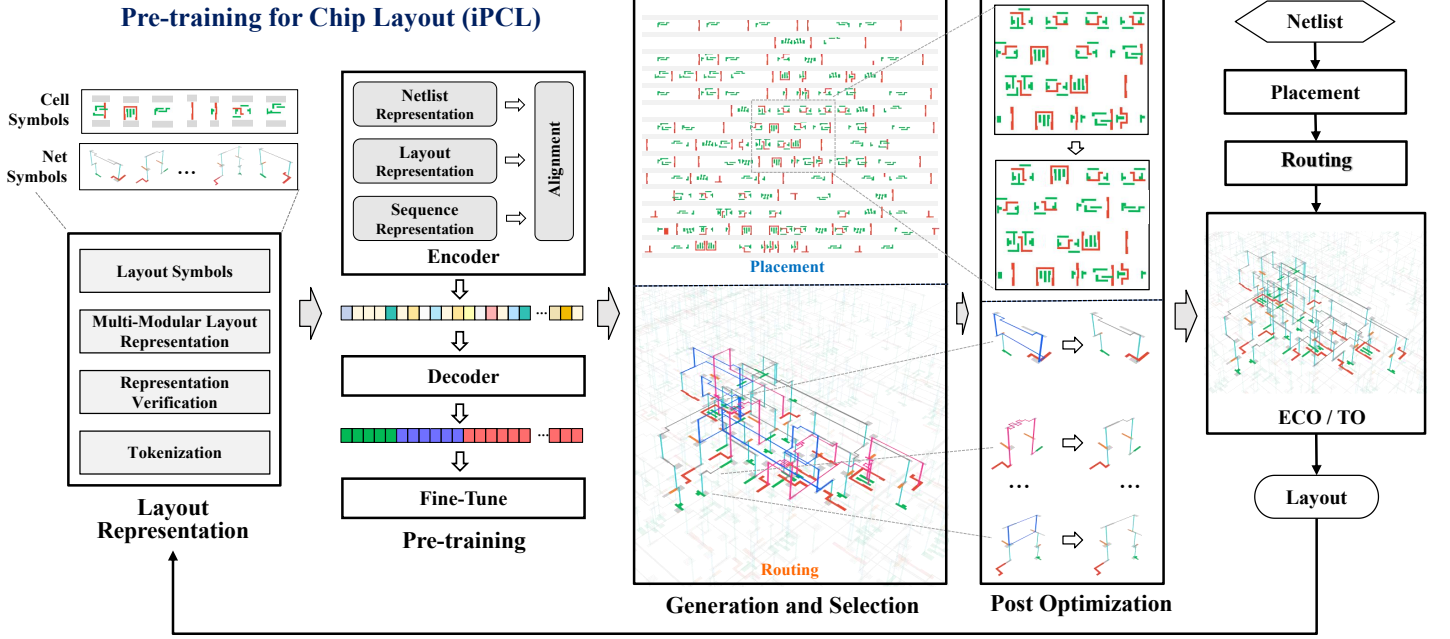 Pre-training for Chip Layout (iPCL)
Cell
Symbols
Net
Symbols
...
Layout Symbols
Multi-Modular Layout
Representation
Representation
Verification
Tokenization
Layout
Representation
Netlist
Representation
Layout
Representation
Sequence
Representation
Alignment
Encoder
...
Decoder
...
Fine-Tune
Pre-training
Placement
Routing
Generation and Selection
...
...
Post Optimization
Netlist
Placement
Routing
ECO / TO
Layout